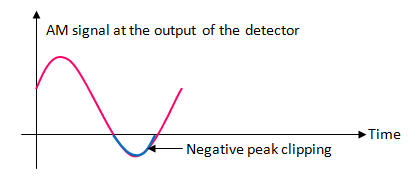 AM signal at the output of the detector
Time
Negative peak clipping